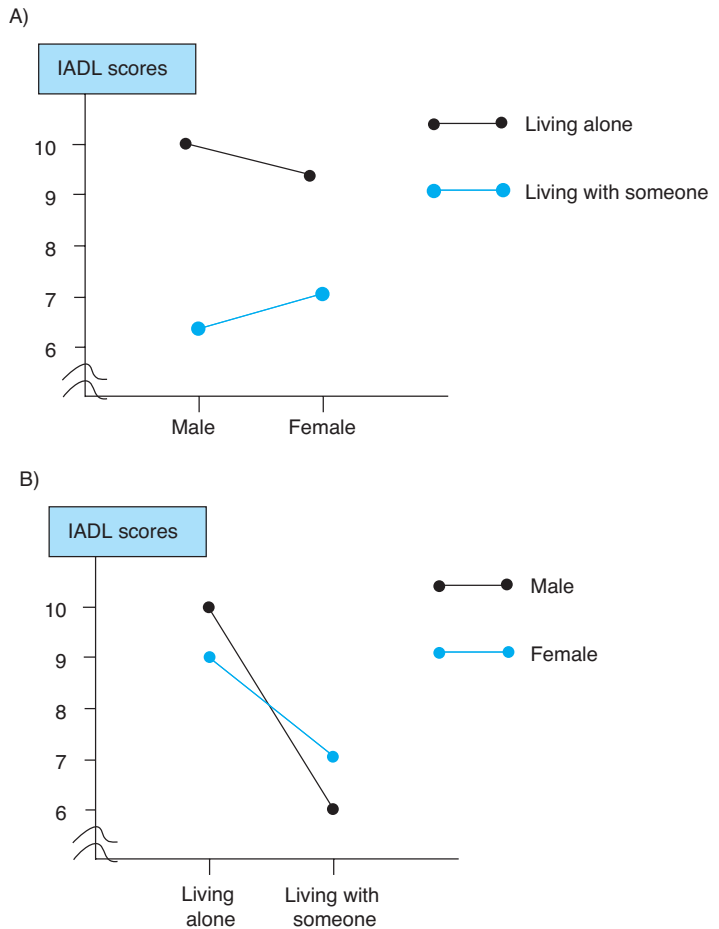 A)
IADL scores
10
9
8
7
6
Male
Female
Living alone
Living with someone
B)
IADL scores
10
9
8
7
6
Living
alone
Living with
someone
Male
Female